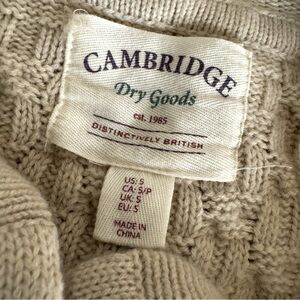 CAMBRIDGE
Dry Goods
est. 1985
DISTINCTIVELY BRITISH
US: S
CA: S/P
UK: S
EU: S
MADE IN
CHINA